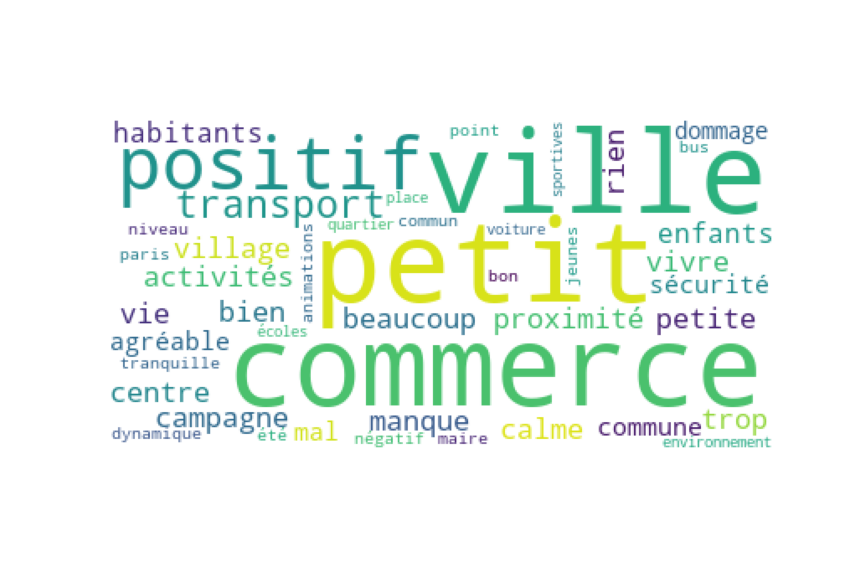 habitants
point
dommage
positif
ville
sportives
rien
bus
transport
place
niveau
quartier
commun
voiture
enfants
paris
village
animations
petit
jeunes
vivre
activités
bon
sécurité
vie
bien
beaucoup
proximité
petite
agréable
écoles
commerce
tranquille
centre
campagne
manque
calme
commune
trop
dynamique
été
mal
négatif
maire
environnement